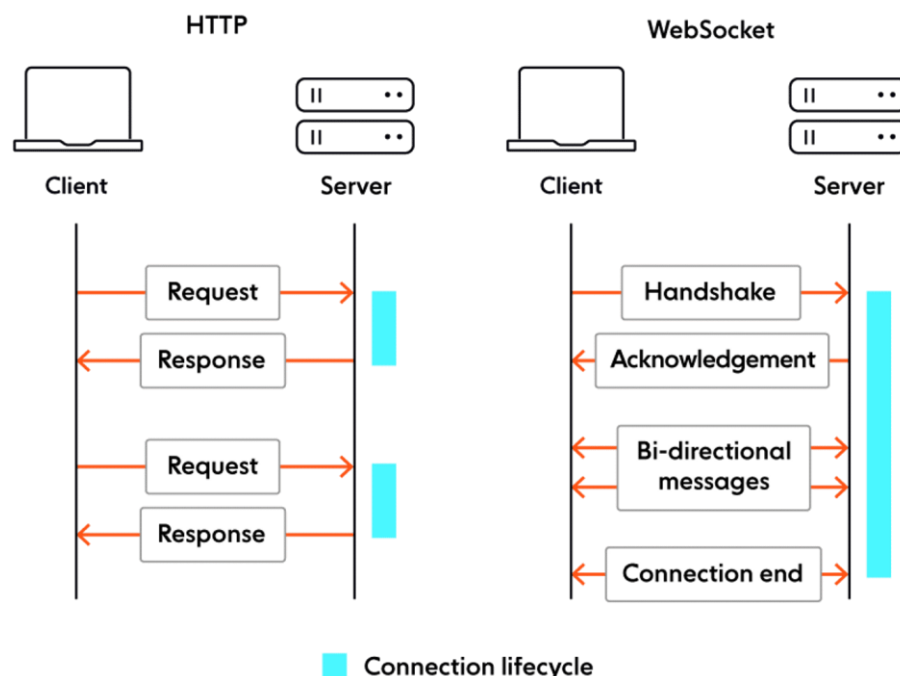 HTTP
WebSocket
Client
Server
Client
Server
Request
Response
Request
Response
Handshake
Acknowledgement
Bi-directional
messages
Connection end
Connection lifecycle